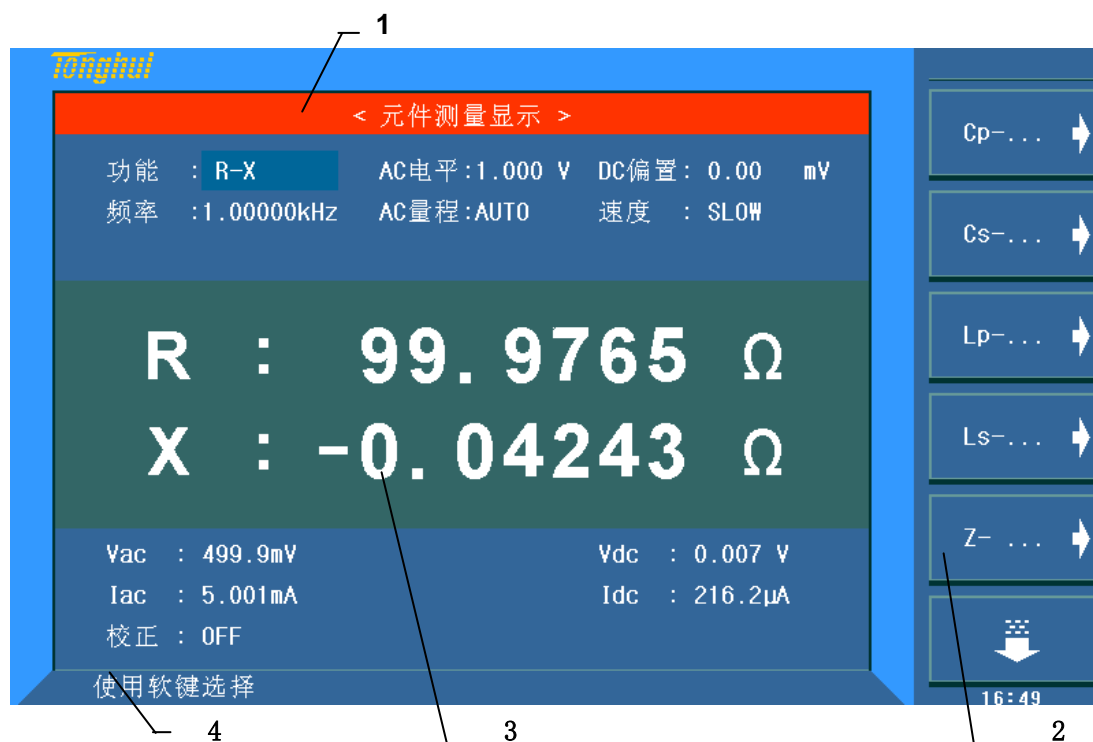 1
Tonghui
< 元件测量显示 >
功能 : R-X AC电平:1.000 V DC偏置: 0.00 mV
频率 :1.00000kHz AC量程:AUTO 速度 : SLOW
R : 99.9765 Ω
X : -0.04243 Ω
Vac : 499.9mV Vdc : 0.007 V
Iac : 5.001mA Idc : 216.2μA
校正 : OFF
使用软键选择
Cp-...
Cs-...
Lp-...
Ls-...
Z- ...
16:49
4 3 2